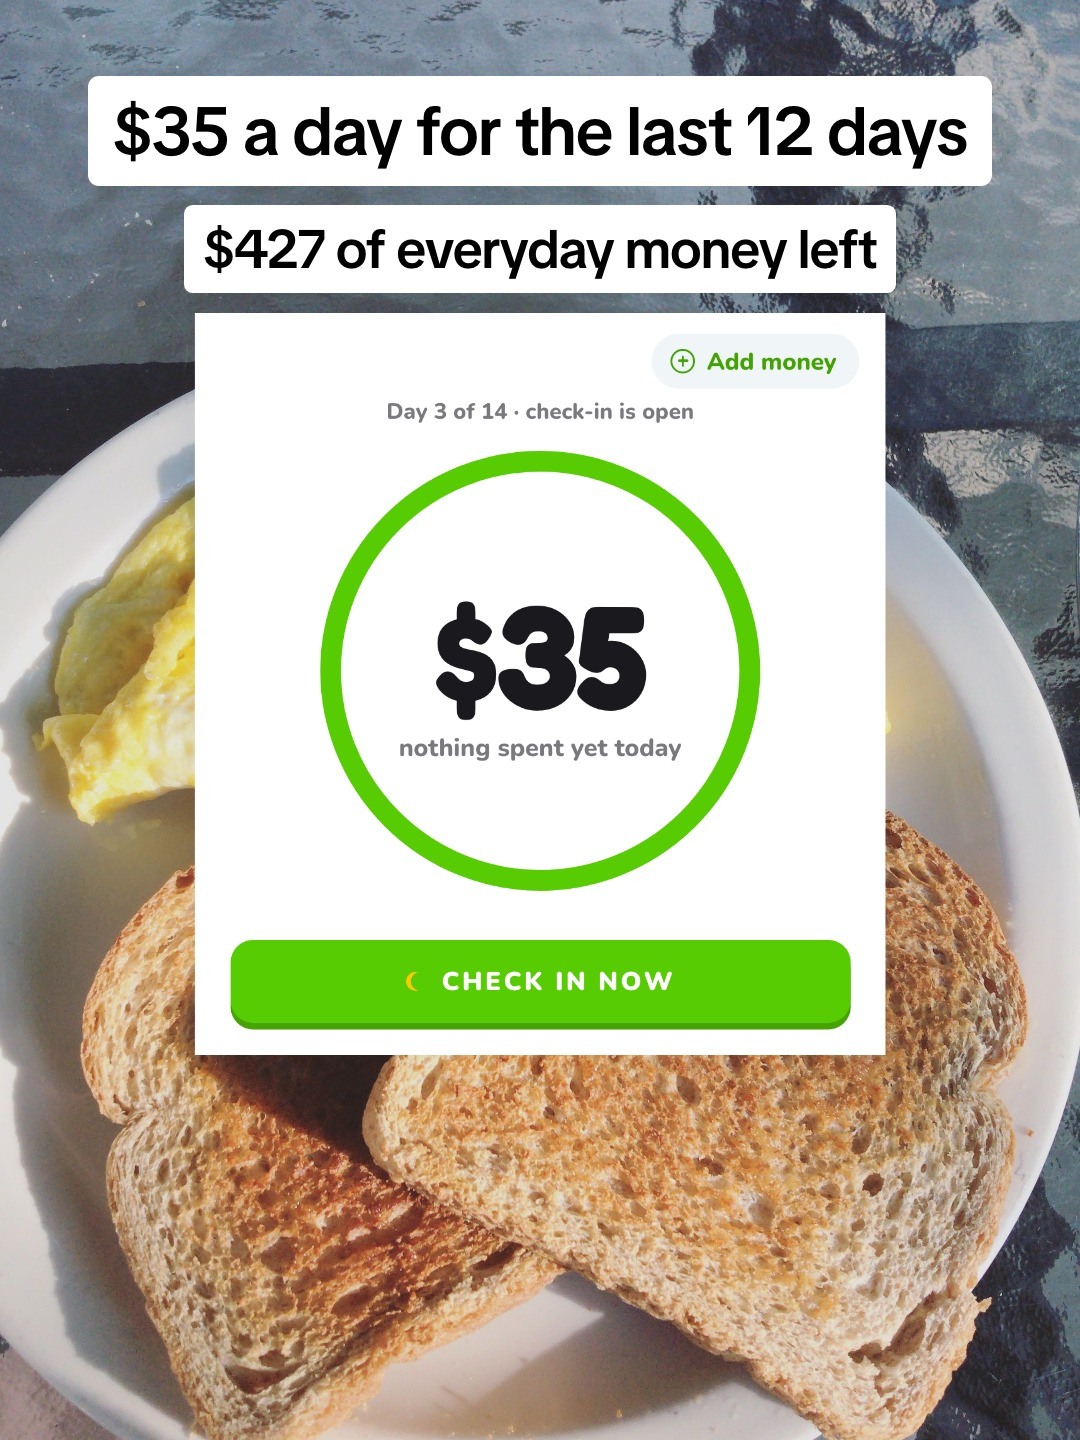 $35 a day for the last 12 days
$427 of everyday money left
Add money
Day 3 of 14 · check-in is open
$35
nothing spent yet today
CHECK IN NOW